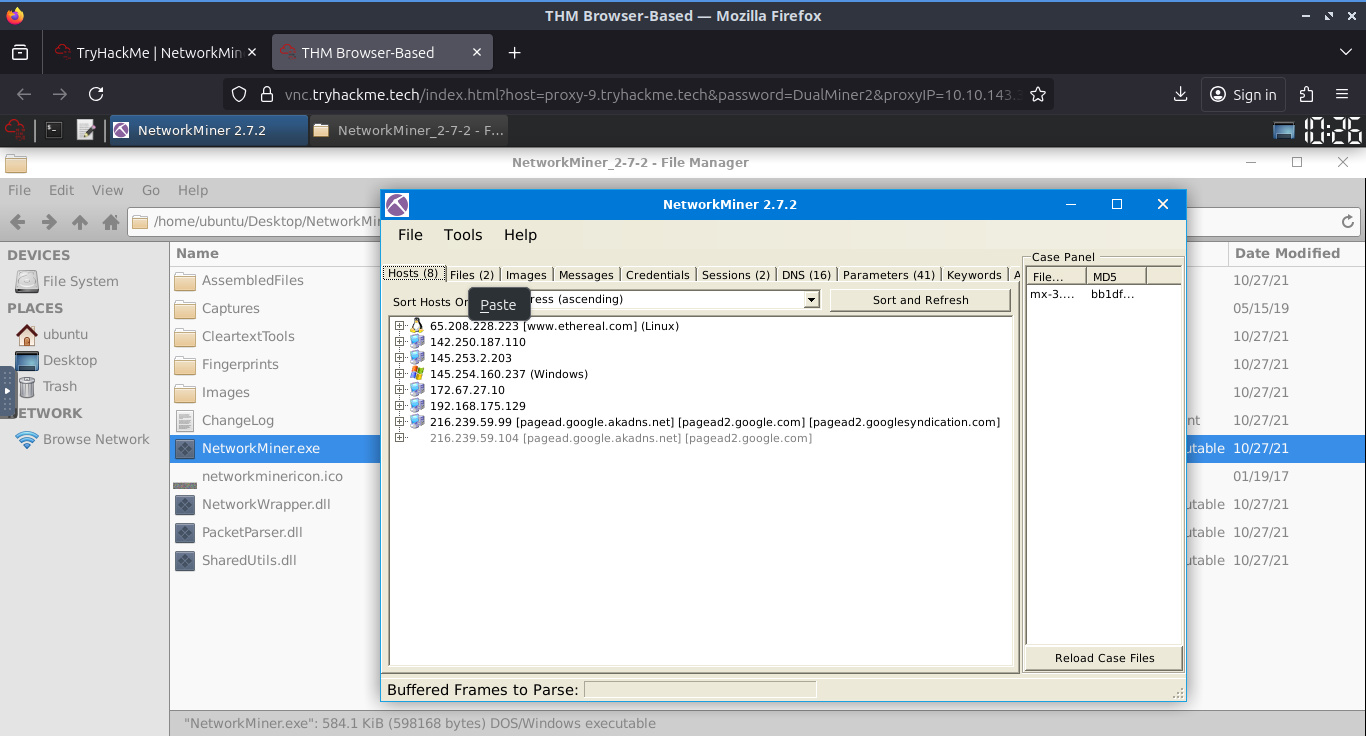 THM Browser-Based — Mozilla Firefox
TryHackMe | NetworkMin
THM Browser-Based
vnc.tryhackme.tech/index.html?host=proxy-9.tryhackme.tech&password=DualMiner2&proxyIP=10.10.143.3
Sign in
NetworkMiner 2.7.2
NetworkMiner_2-7-2 - F...
10:26
NetworkMiner_2-7-2 - File Manager
File Edit View Go Help
/home/ubuntu/Desktop/NetworkMi
DEVICES
File System
PLACES
ubuntu
Desktop
Trash
NETWORK
Browse Network
Name
Date Modified
AssembledFiles
10/27/21
Captures
05/15/19
CleartextTools
10/27/21
Fingerprints
10/27/21
Images
10/27/21
ChangeLog
nt 10/27/21
NetworkMiner.exe
utable 10/27/21
networkminericon.ico
01/19/17
NetworkWrapper.dll
utable 10/27/21
PacketParser.dll
utable 10/27/21
SharedUtils.dll
utable 10/27/21
"NetworkMiner.exe": 584.1 KiB (598168 bytes) DOS/Windows executable
NetworkMiner 2.7.2
File Tools Help
Hosts (8) Files (2) Images Messages Credentials Sessions (2) DNS (16) Parameters (41) Keywords A
Sort Hosts On
Paste
ress (ascending)
Sort and Refresh
65.208.228.223 [www.ethereal.com] (Linux)
142.250.187.110
145.253.2.203
145.254.160.237 (Windows)
172.67.27.10
192.168.175.129
216.239.59.99 [pagead.google.akadns.net] [pagead2.google.com] [pagead2.googlesyndication.com]
216.239.59.104 [pagead.google.akadns.net] [pagead2.google.com]
Case Panel
File... MD5
mx-3.... bb1df...
Reload Case Files
Buffered Frames to Parse: